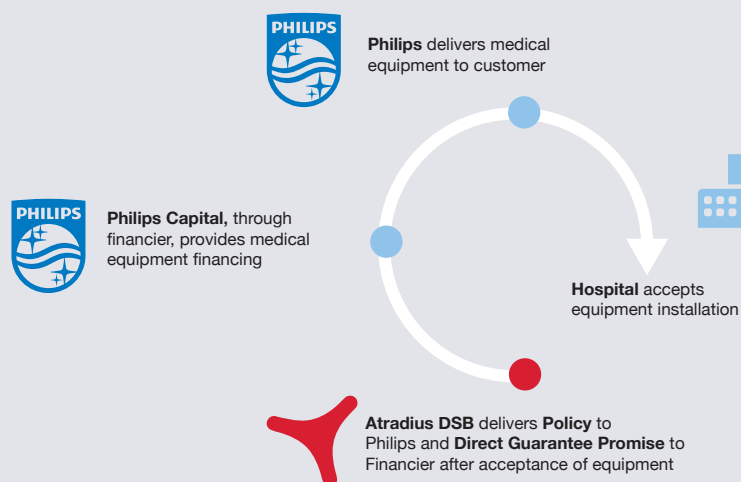 PHILIPS
Philips delivers medical
equipment to customer
PHILIPS
Philips Capital, through
financier, provides medical
equipment financing
Hospital accepts
equipment installation
Atradius DSB delivers Policy to
Philips and Direct Guarantee Promise to
Financier after acceptance of equipment